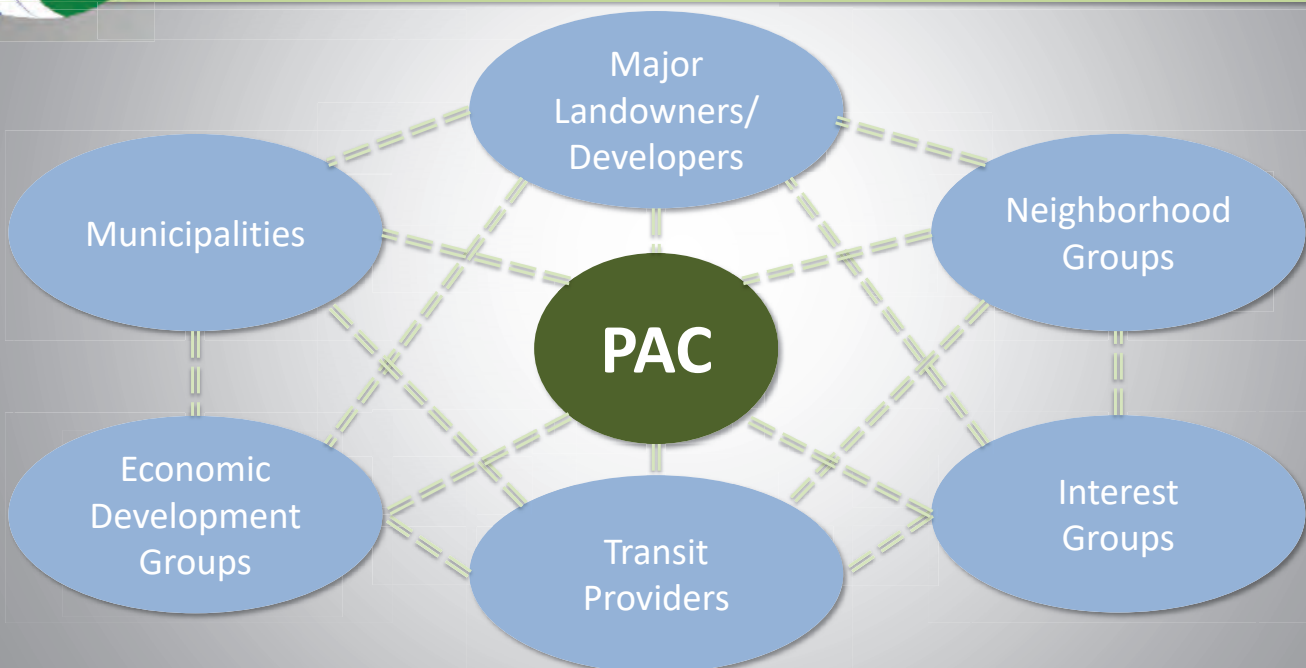 Major
Landowners/
Developers
Municipalities
Neighborhood
Groups
PAC
Economic
Development
Groups
Transit
Providers
Interest
Groups